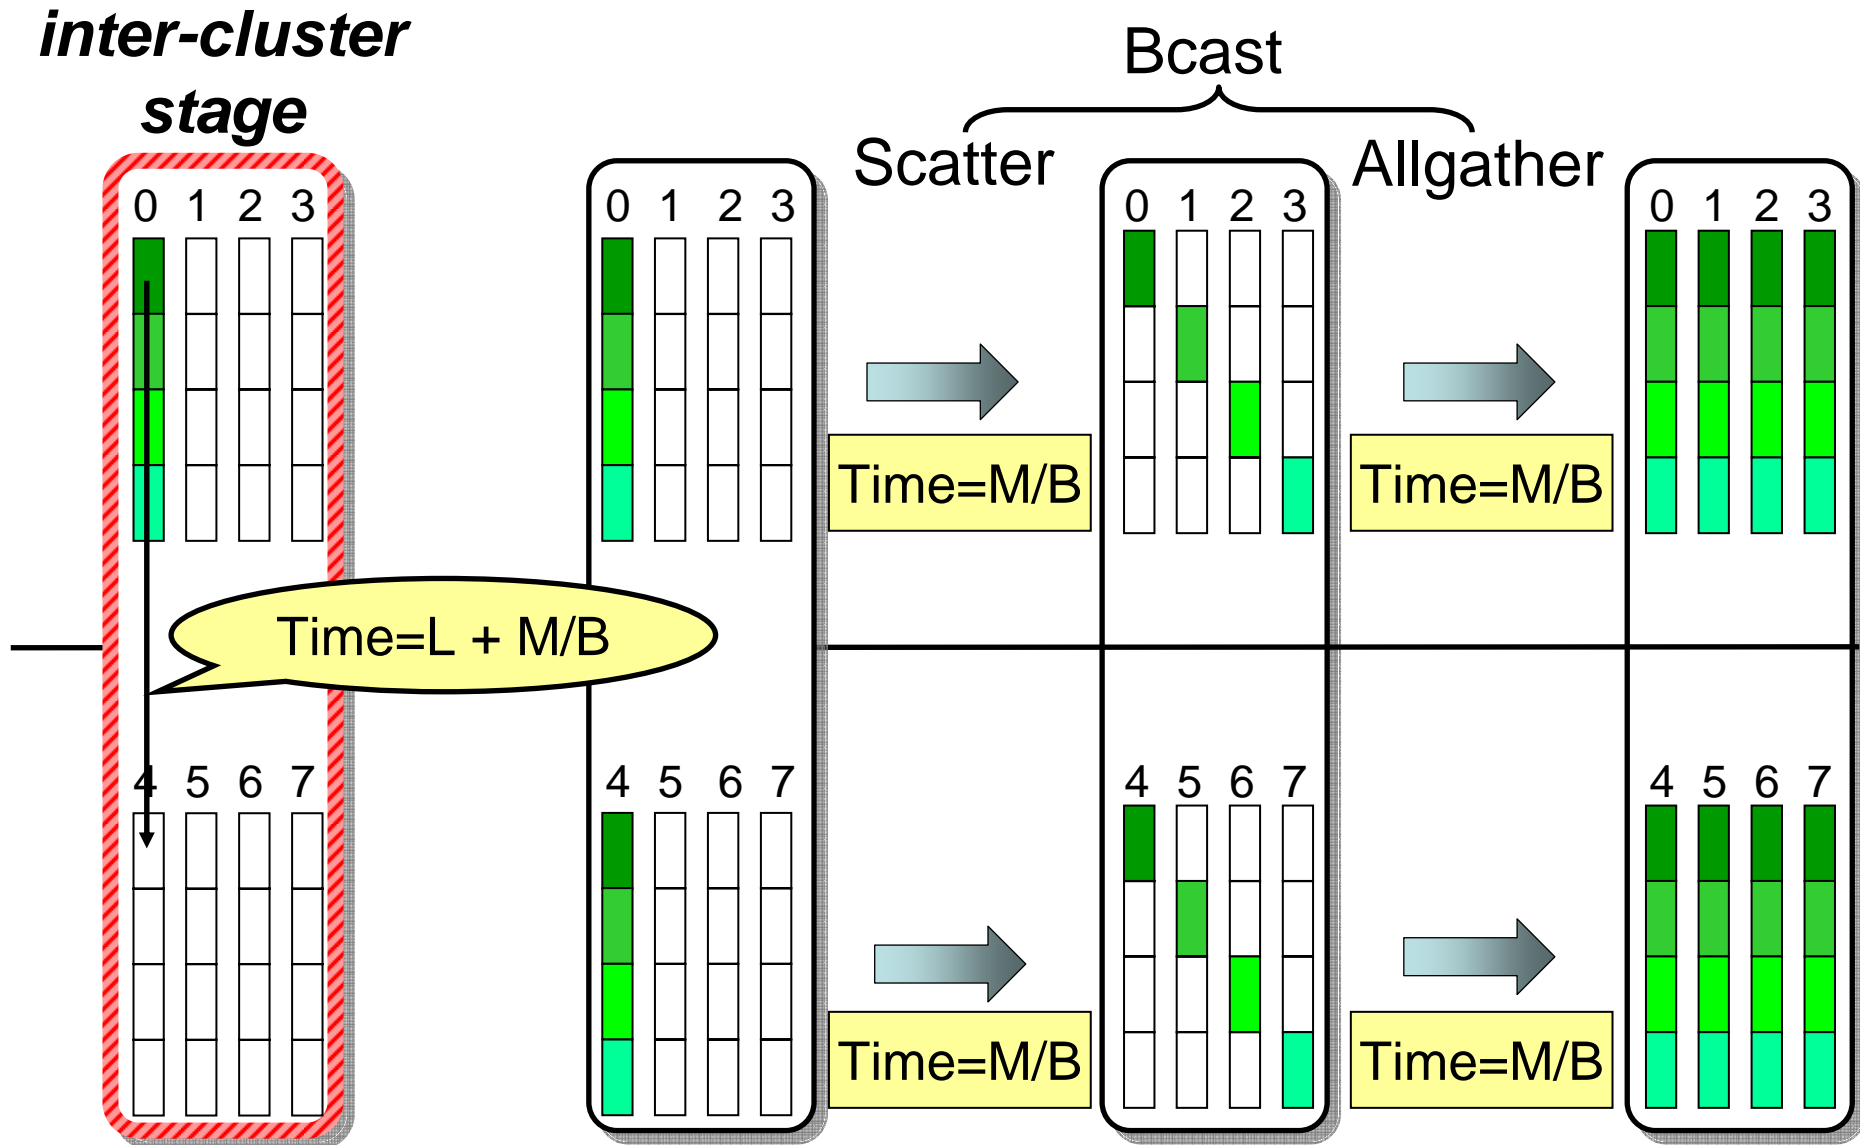 inter-cluster
stage
Bcast
Scatter
Allgather
0 1 2 3
0 1 2 3
0 1 2 3
0 1 2 3
Time=M/B
Time=M/B
Time=L + M/B
4 5 6 7
4 5 6 7
4 5 6 7
4 5 6 7
Time=M/B
Time=M/B